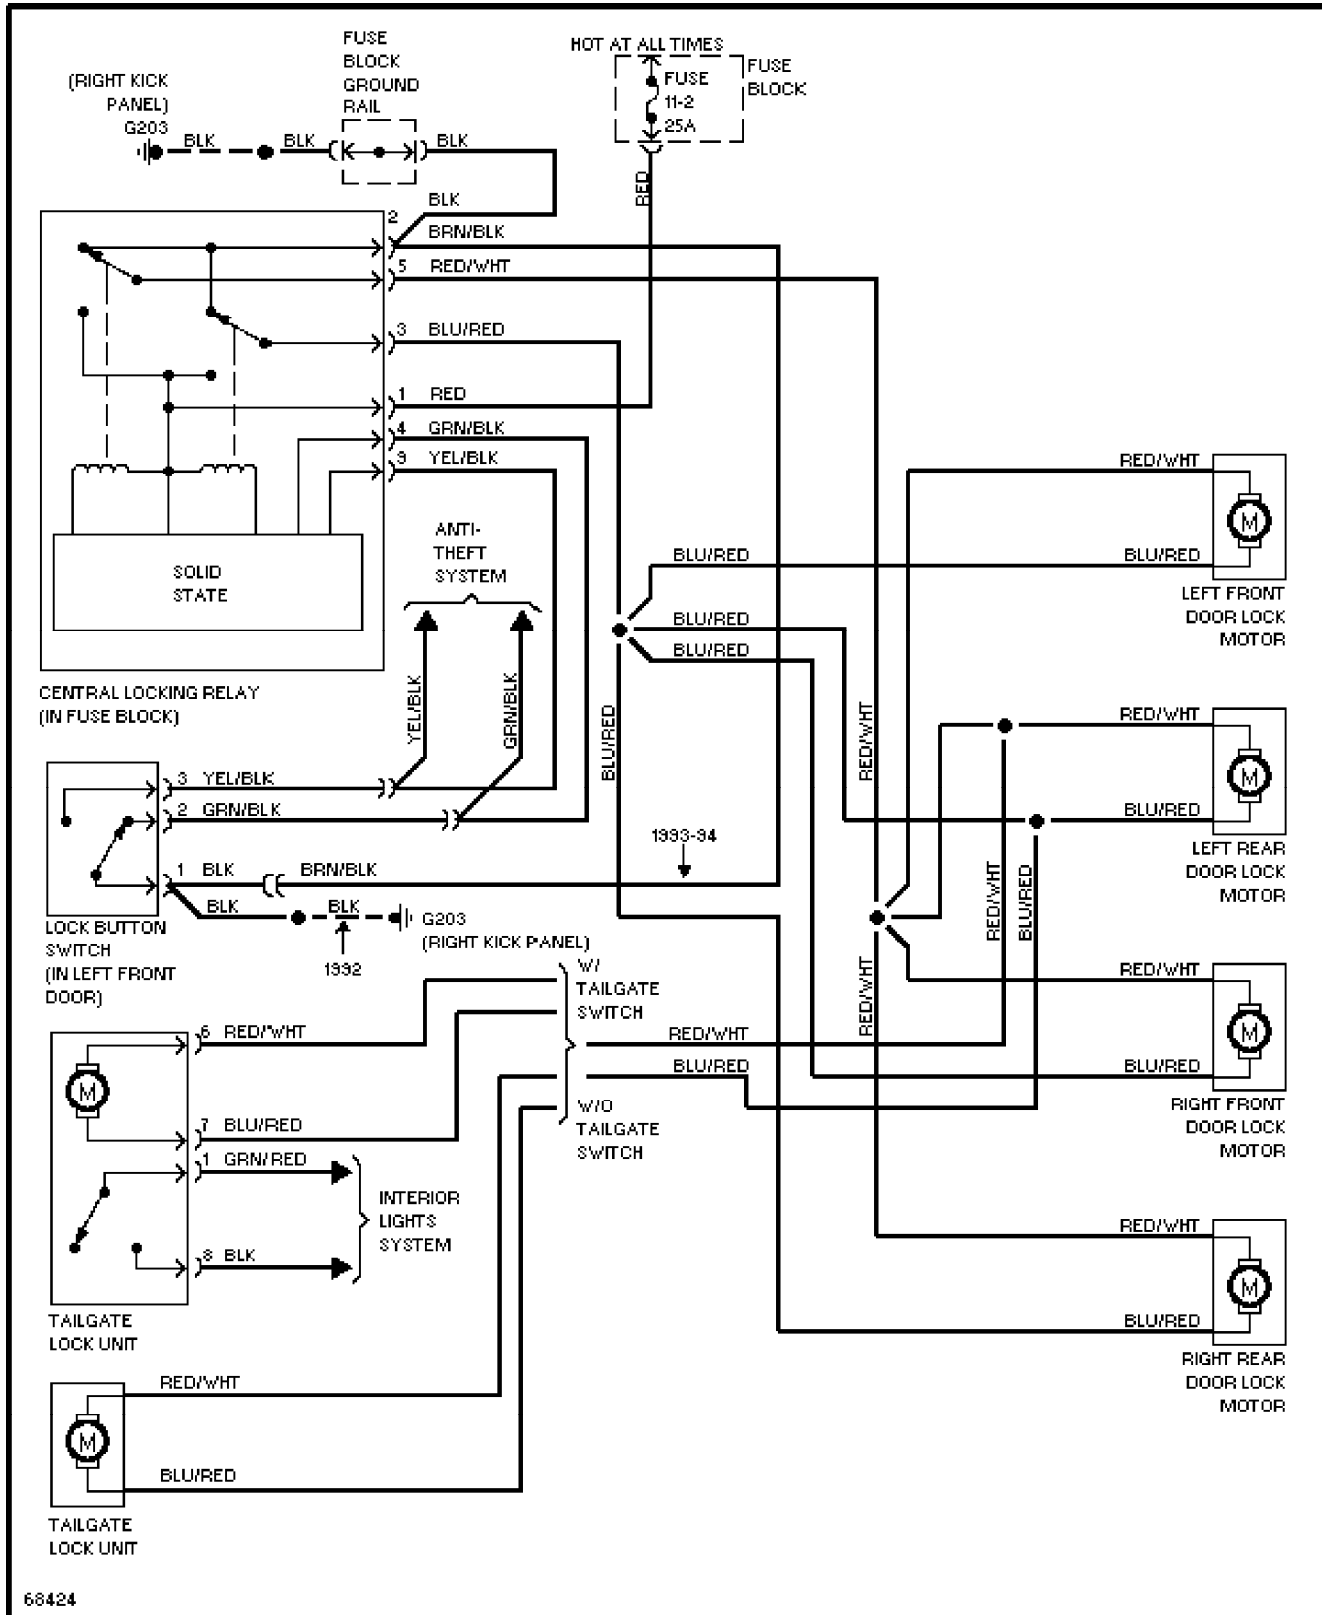 FUSE
BLOCK
GROUND
RAIL
HOT AT ALL TIMES
FUSE
11-2
25A
FUSE
BLOCK
(RIGHT KICK
PANEL)
G203
BLK
BLK
BLK
RED
BLK
2
BRN/BLK
5 RED/WHT
3 BLU/RED
1 RED
4 GRN/BLK
9 YEL/BLK
SOLID
STATE
ANTI-
THEFT
SYSTEM
CENTRAL LOCKING RELAY
(IN FUSE BLOCK)
YEL/BLK
GRN/BLK
BLU/RED
RED/WHT
BLU/RED
BLU/RED
BLU/RED
RED/WHT
M
BLU/RED
LEFT FRONT
DOOR LOCK
MOTOR
RED/WHT
M
BLU/RED
LEFT REAR
DOOR LOCK
MOTOR
3 YEL/BLK
2 GRN/BLK
1 BLK
BRN/BLK
1993-94
BLK
BLK
G203
(RIGHT KICK PANEL)
1992
LOCK BUTTON
SWITCH
(IN LEFT FRONT
DOOR)
RED/WHT
BLU/RED
RED/WHT
W/
TAILGATE
SWITCH
RED/WHT
BLU/RED
W/O
TAILGATE
SWITCH
RED/WHT
M
BLU/RED
RIGHT FRONT
DOOR LOCK
MOTOR
6 RED/WHT
M
7 BLU/RED
1 GRN/RED
8 BLK
INTERIOR
LIGHTS
SYSTEM
TAILGATE
LOCK UNIT
RED/WHT
M
BLU/RED
RIGHT REAR
DOOR LOCK
MOTOR
RED/WHT
M
BLU/RED
TAILGATE
LOCK UNIT
68424